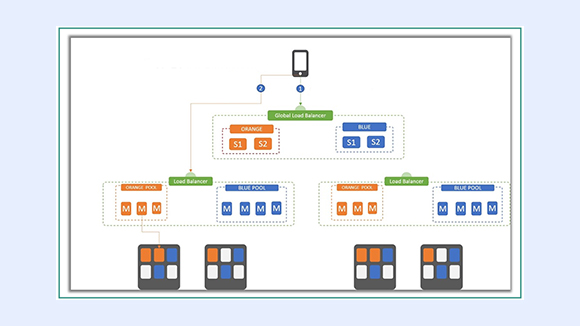 2
1
Global Load Balancer
ORANGE
BLUE
S1
S2
S1
S2
Load Balancer
Load Balancer
ORANGE POOL
BLUE POOL
ORANGE POOL
BLUE POOL
M M M
M M M M
M M M
M M M M